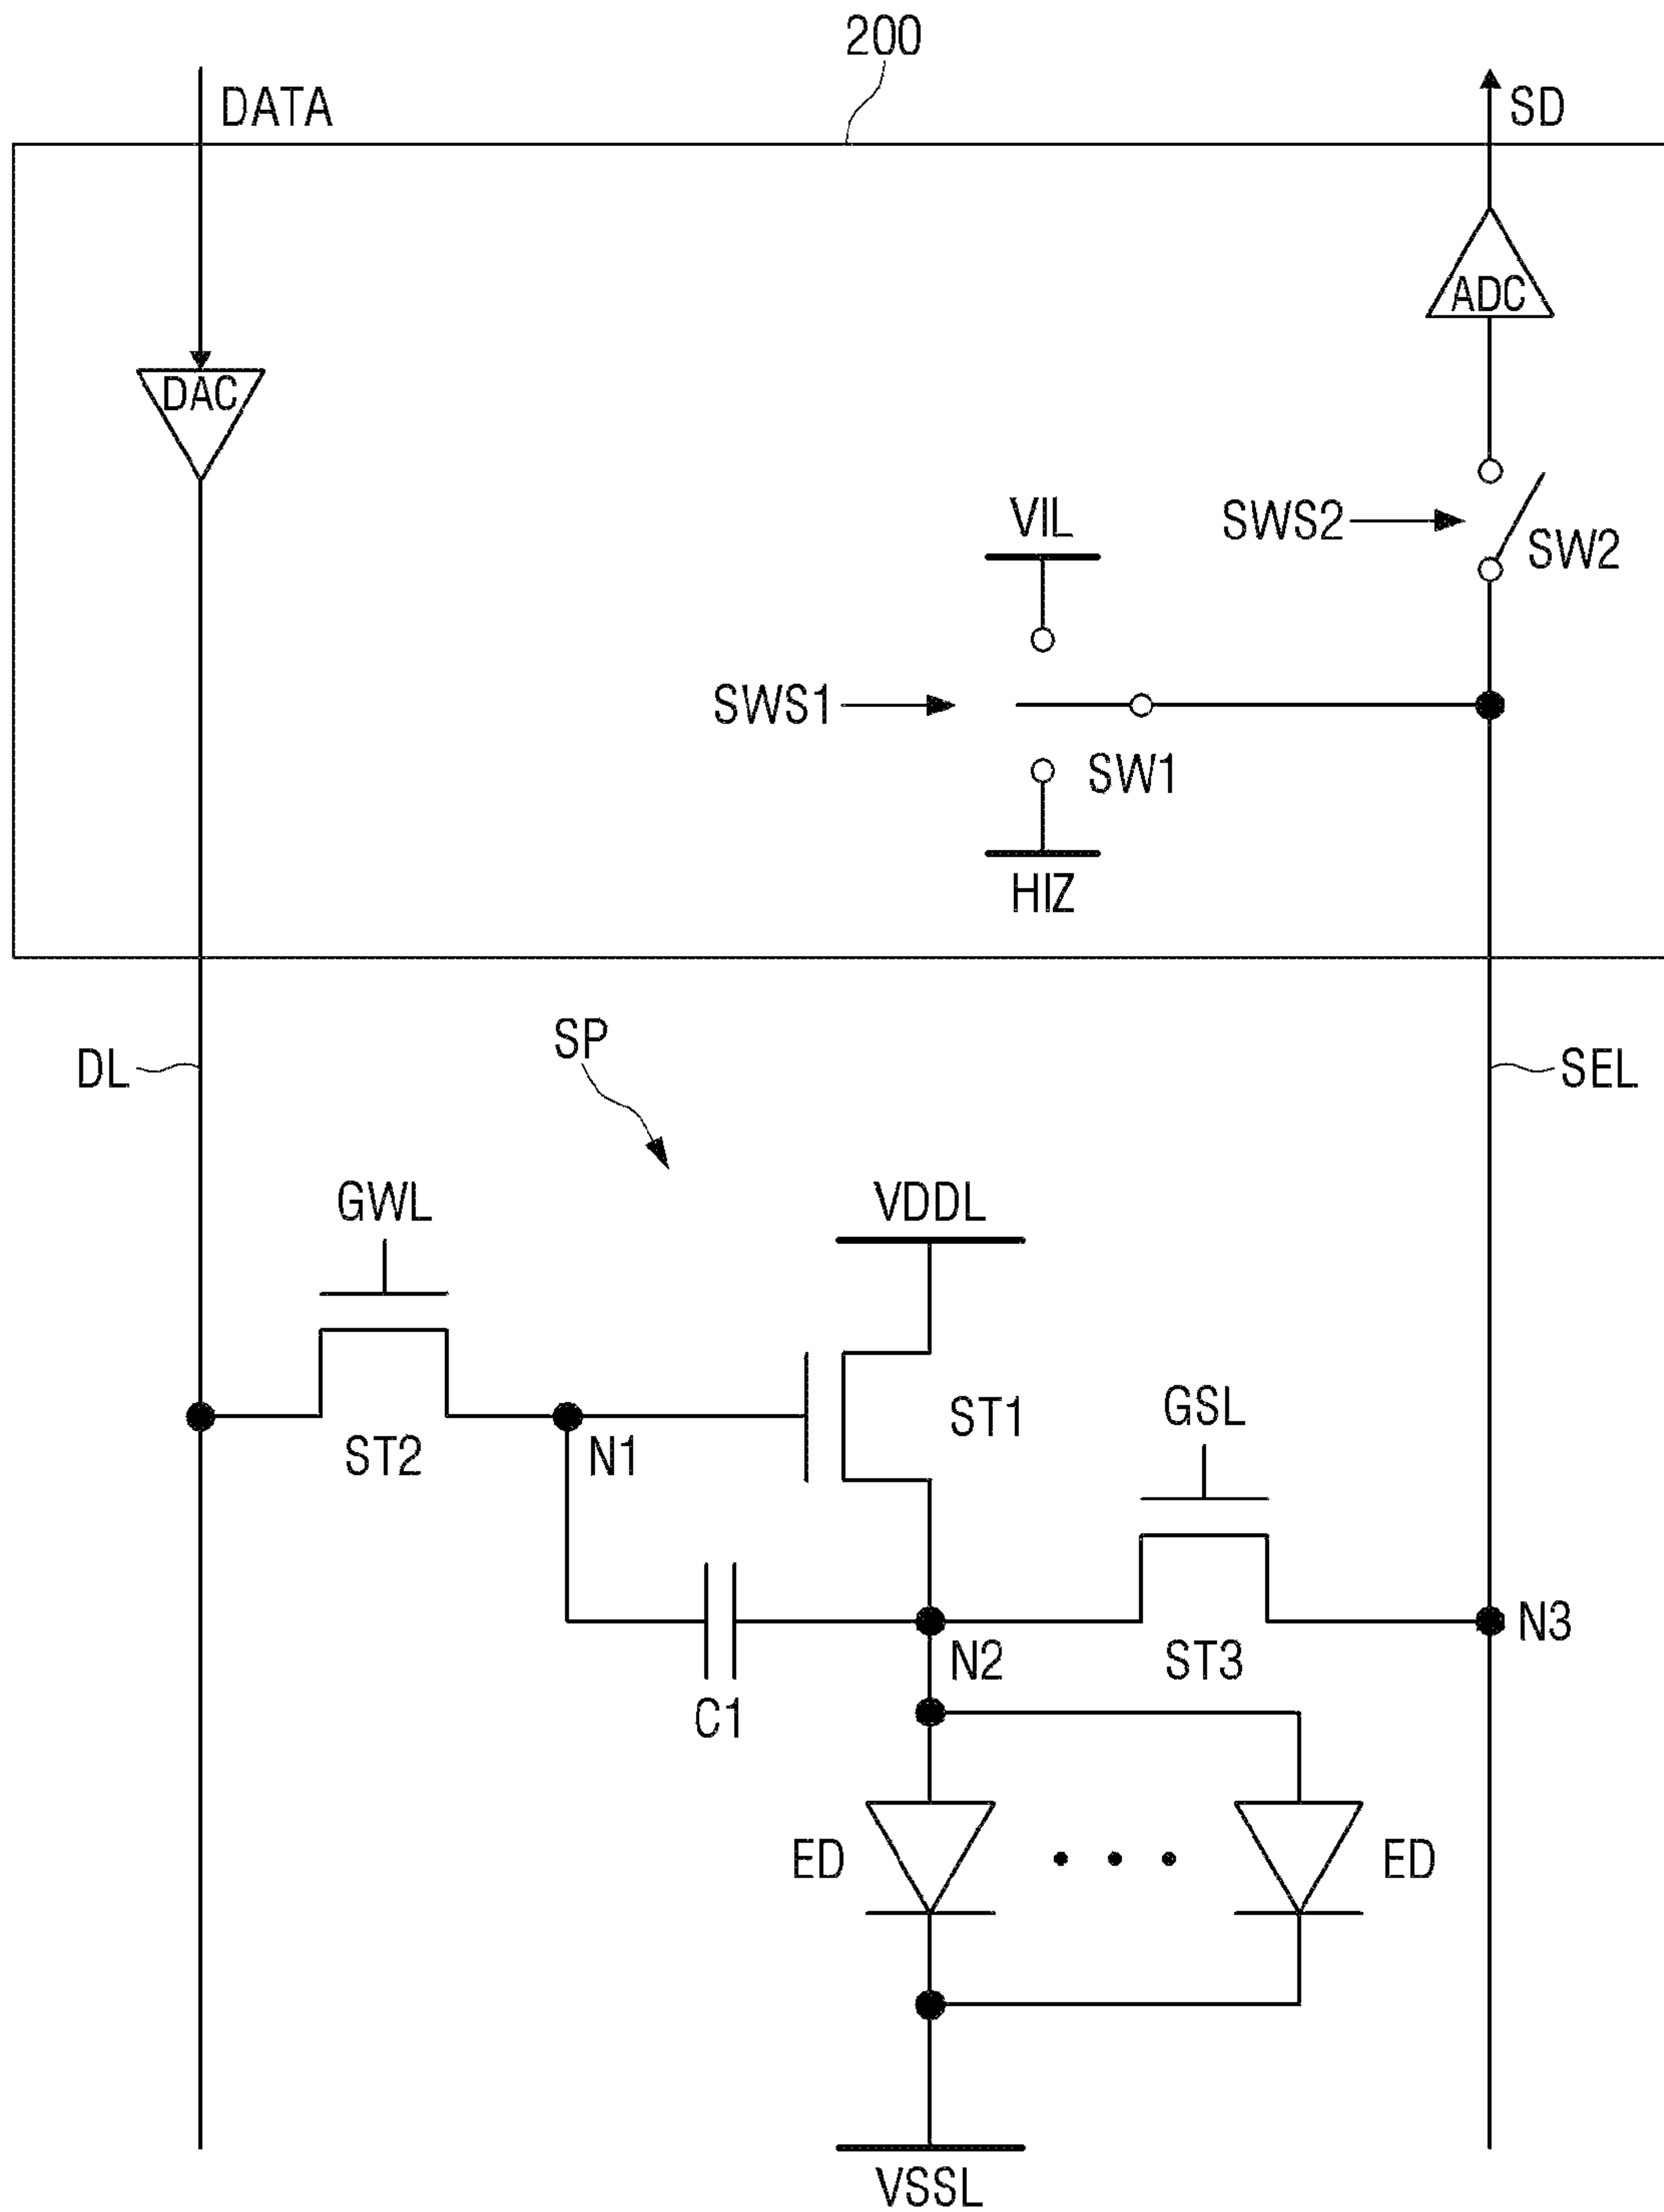 200
DATA
SD
ADC
DAC
VIL
SWS2
SW2
SWS1
SW1
HIZ
SP
DL
SEL
GWL
VDDL
ST1
GSL
ST2
N1
N3
N2
ST3
C1
ED
ED
VSSL